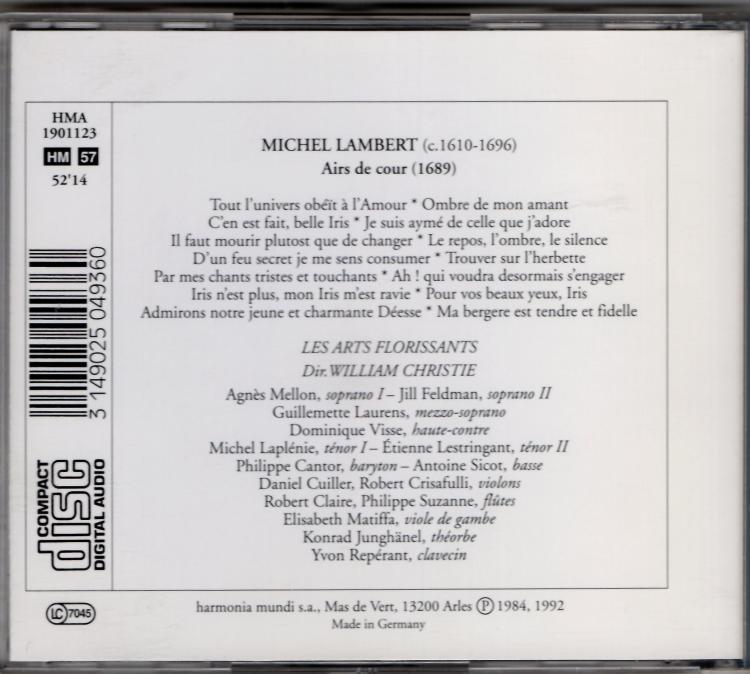 HMA
1901123
HM 57
52'14
3 149025 049360
COMPACT
disc
DIGITAL AUDIO
LC 7045
MICHEL LAMBERT (c.1610-1696)
Airs de cour (1689)
Tout l'univers obéït à l'Amour * Ombre de mon amant
C'en est fait, belle Iris * Je suis aymé de celle que j'adore
Il faut mourir plutost que de changer * Le repos, l'ombre, le silence
D'un feu secret je me sens consumer * Trouver sur l'herbette
Par mes chants tristes et touchants * Ah ! qui voudra desormais s'engager
Iris n'est plus, mon Iris m'est ravie * Pour vos beaux yeux, Iris
Admirons notre jeune et charmante Déesse * Ma bergere est tendre et fidelle
LES ARTS FLORISSANTS
Dir. WILLIAM CHRISTIE
Agnès Mellon, soprano I – Jill Feldman, soprano II
Guillemette Laurens, mezzo-soprano
Dominique Visse, haute-contre
Michel Laplénie, ténor I – Étienne Lestringant, ténor II
Philippe Cantor, baryton – Antoine Sicot, basse
Daniel Cuiller, Robert Crisafulli, violons
Robert Claire, Philippe Suzanne, flûtes
Elisabeth Matiffa, viole de gambe
Konrad Junghänel, théorbe
Yvon Repérant, clavecin
harmonia mundi s.a., Mas de Vert, 13200 Arles Ⓟ 1984, 1992
Made in Germany